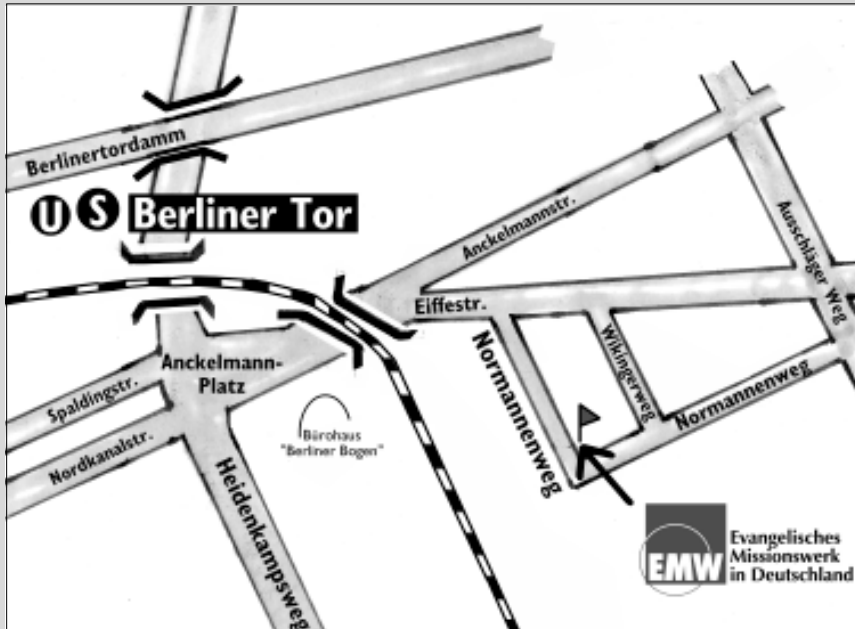 Berlinertordamm
U S Berliner Tor
Anckelmannstr.
Ausschläger Weg
Eiffestr.
Anckelmann-
Platz
Spaldingstr.
Nordkanalstr.
Bürohaus
"Berliner Bogen"
Heidenkampsweg
Normannenweg
Wikingerweg
Normannenweg
EMW
Evangelisches
Missionswerk
in Deutschland